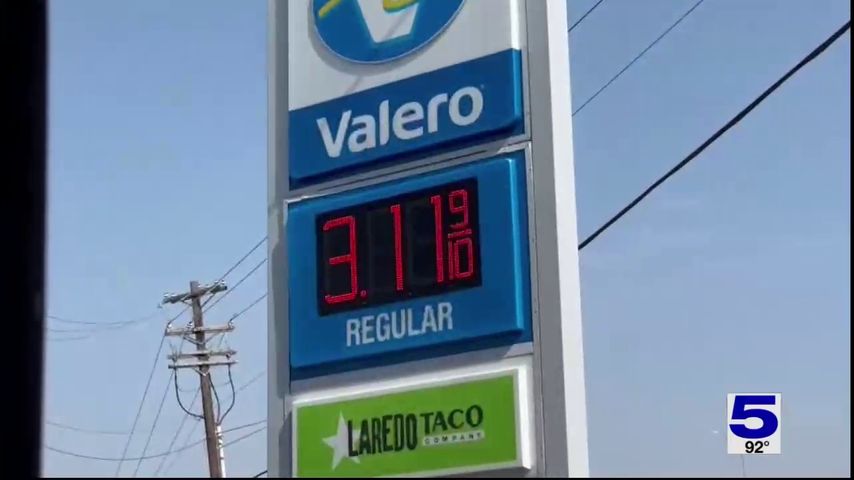 Valero
3.11 9/10
REGULAR
LAREDO TACO
COMPANY
5
92°